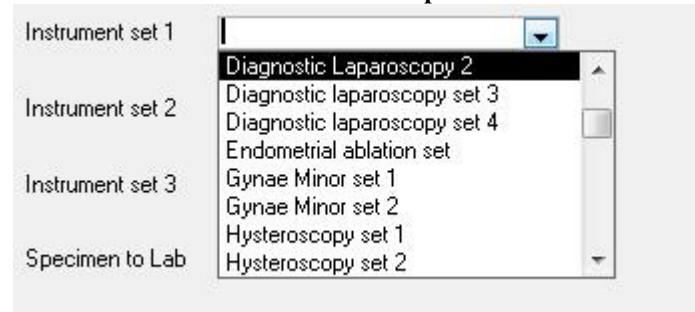 Instrument set 1
Diagnostic Laparoscopy 2
Diagnostic laparoscopy set 3
Instrument set 2
Diagnostic laparoscopy set 4
Endometrial ablation set
Instrument set 3
Gynae Minor set 1
Gynae Minor set 2
Hysteroscopy set 1
Specimen to Lab
Hysteroscopy set 2